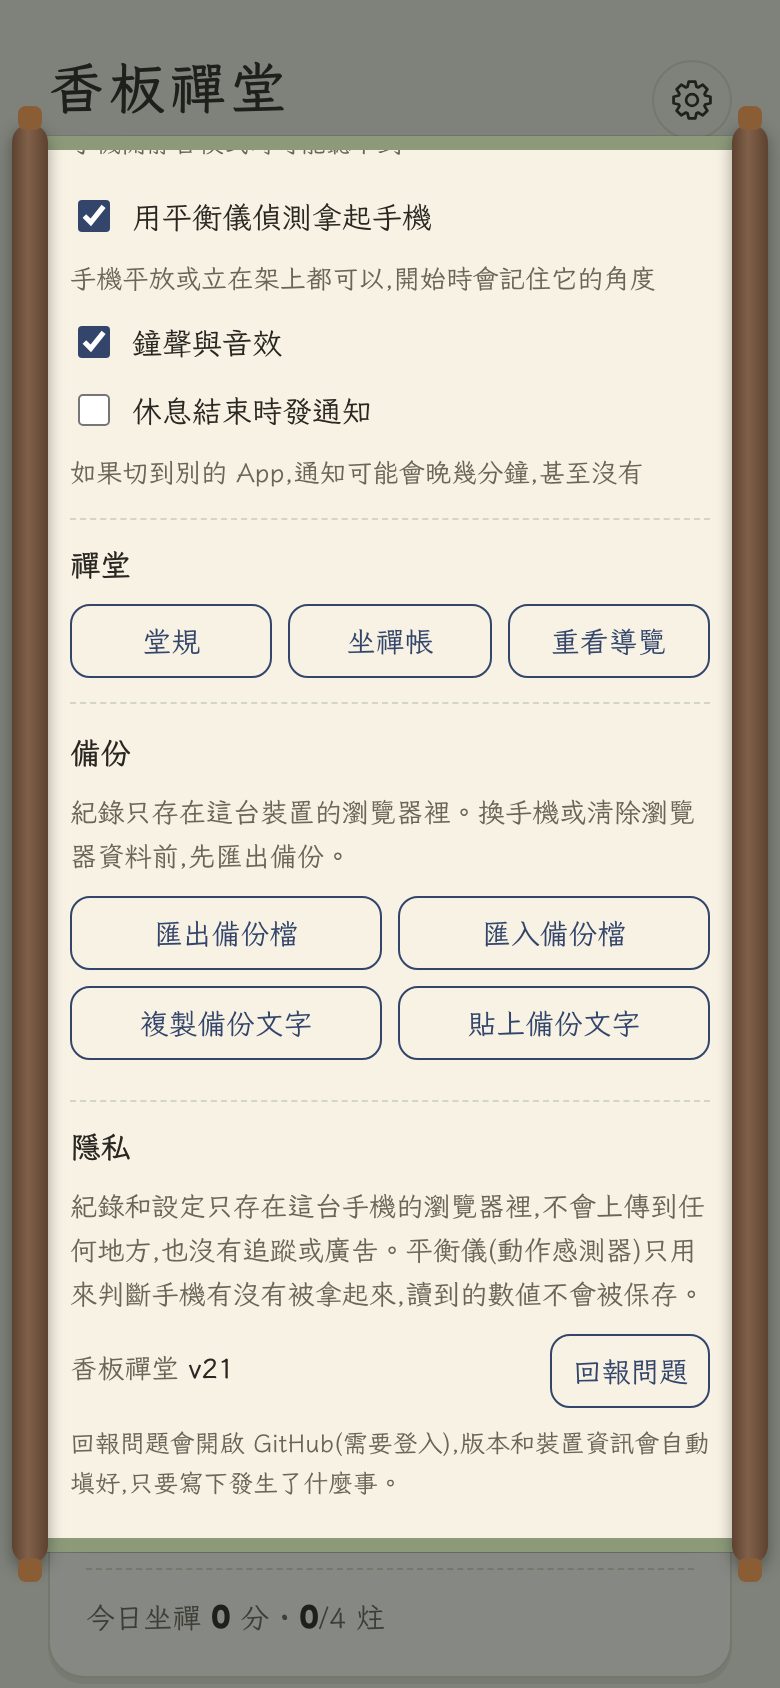 香板禪堂
用平衡儀偵測拿起手機
手機平放或立在架上都可以,開始時會記住它的角度
鐘聲與音效
休息結束時發通知
如果切到別的 App,通知可能會晚幾分鐘,甚至沒有
禪堂
堂規 坐禪帳 重看導覽
備份
紀錄只存在這台裝置的瀏覽器裡。換手機或清除瀏覽
器資料前,先匯出備份。
匯出備份檔 匯入備份檔
複製備份文字 貼上備份文字
隱私
紀錄和設定只存在這台手機的瀏覽器裡,不會上傳到任
何地方,也沒有追蹤或廣告。平衡儀(動作感測器)只用
來判斷手機有沒有被拿起來,讀到的數值不會被保存。
香板禪堂 v21 回報問題
回報問題會開啟 GitHub(需要登入),版本和裝置資訊會自動
填好,只要寫下發生了什麼事。
今日坐禪 0 分·0/4 炷